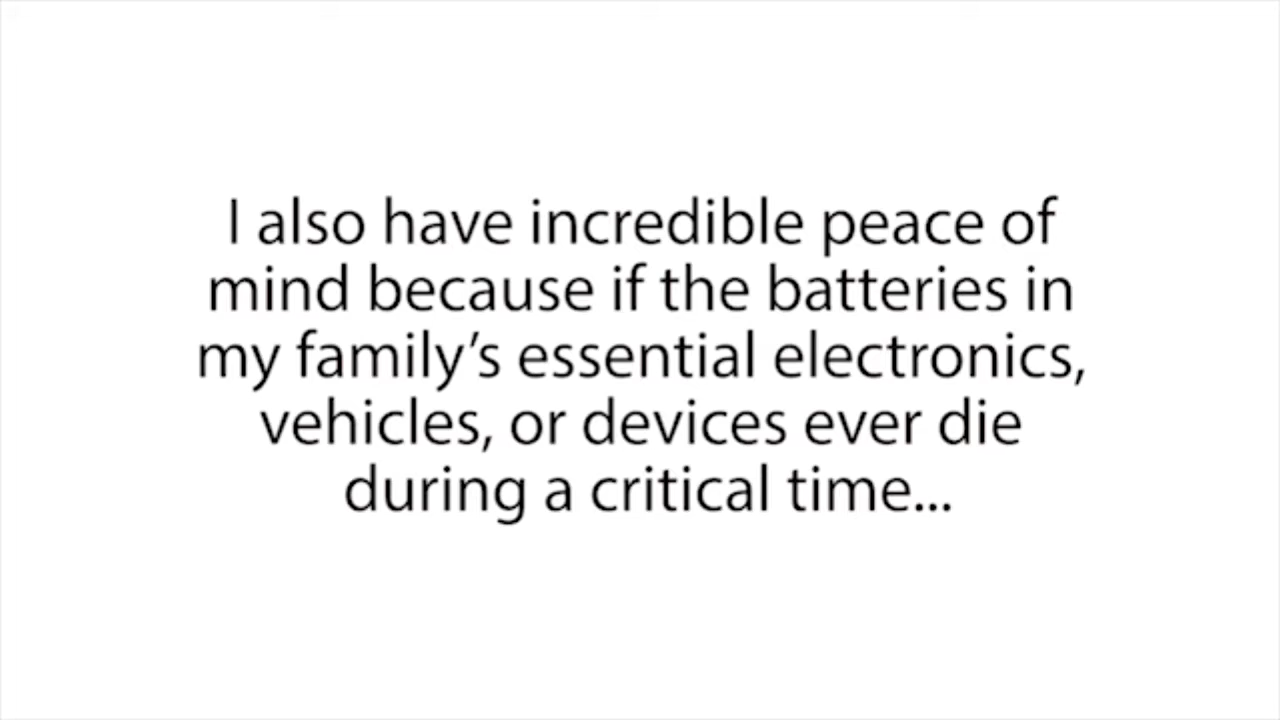 I also have incredible peace of
mind because if the batteries in
my family’s essential electronics,
vehicles, or devices ever die
during a critical time...